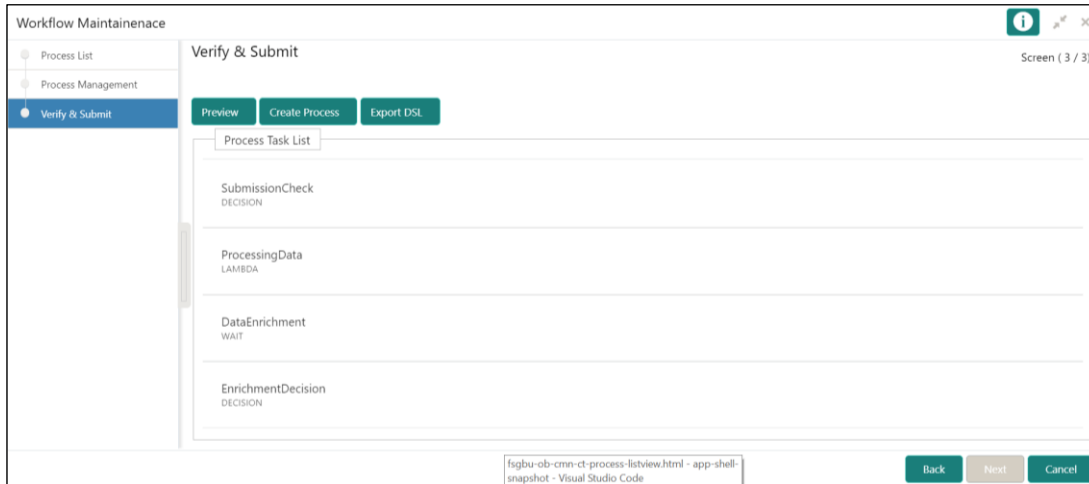 Workflow Maintainenace
Process List
Process Management
Verify & Submit
Verify & Submit
Screen ( 3 / 3)
Preview
Create Process
Export DSL
Process Task List
SubmissionCheck
DECISION
ProcessingData
LAMBDA
DataEnrichment
WAIT
EnrichmentDecision
DECISION
fsgbu-ob-cmn-ct-process-listview.html - app-shell-
snapshot - Visual Studio Code
Back
Next
Cancel